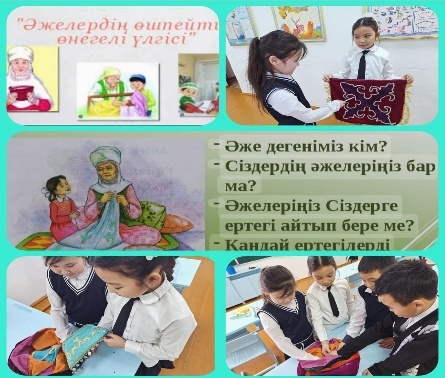 "Әжелердің өшпейтін
өнегелі үлгісі"
- Әже дегеніміз кім?
- Сіздердің әжелеріңіз бар
ма?
- Әжелеріңіз Сіздерге
ертегі айтып бере ме?
- Қандай ертегілерді